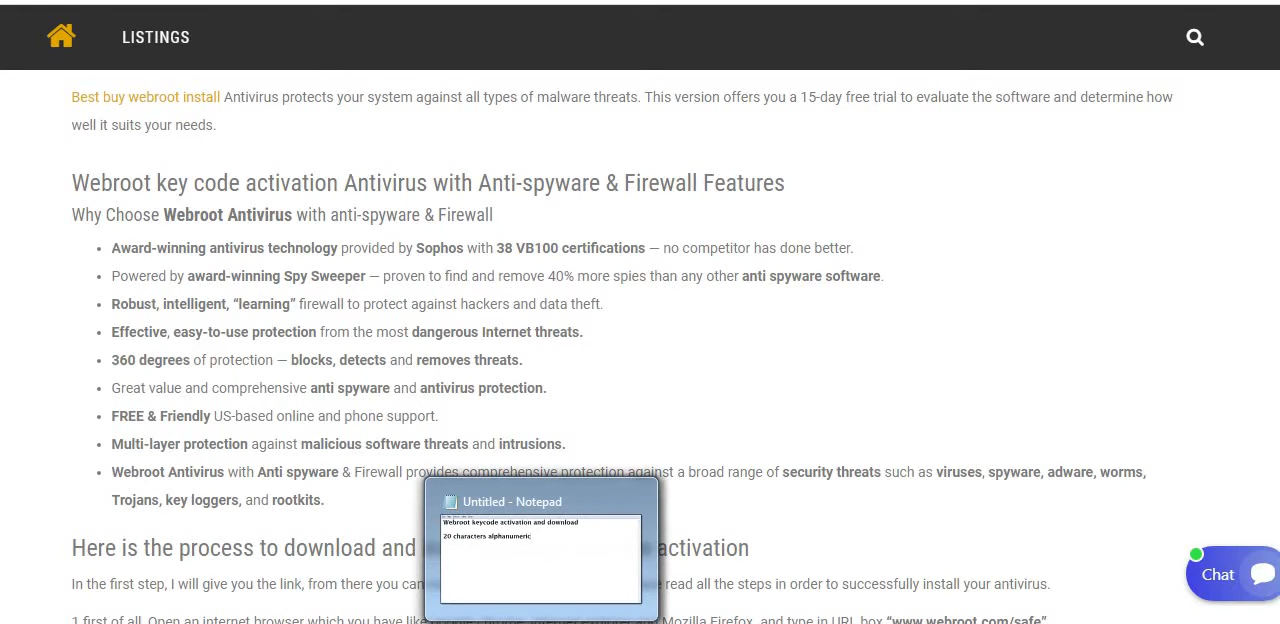 LISTINGS
Best buy webroot install Antivirus protects your system against all types of malware threats. This version offers you a 15-day free trial to evaluate the software and determine how
well it suits your needs.
Webroot key code activation Antivirus with Anti-spyware & Firewall Features
Why Choose Webroot Antivirus with anti-spyware & Firewall
• Award-winning antivirus technology provided by Sophos with 38 VB100 certifications — no competitor has done better.
• Powered by award-winning Spy Sweeper — proven to find and remove 40% more spies than any other anti spyware software.
• Robust, intelligent, “learning” firewall to protect against hackers and data theft.
• Effective, easy-to-use protection from the most dangerous Internet threats.
• 360 degrees of protection — blocks, detects and removes threats.
• Great value and comprehensive anti spyware and antivirus protection.
• FREE & Friendly US-based online and phone support.
• Multi-layer protection against malicious software threats and intrusions.
• Webroot Antivirus with Anti spyware & Firewall provides comprehensive protection against a broad range of security threats such as viruses, spyware, adware, worms,
Trojans, key loggers, and rootkits.
Untitled - Notepad
Webroot keycode activation and download
20 characters alphanumeric
Here is the process to download and activation
In the first step, I will give you the link, from there you can read all the steps in order to successfully install your antivirus.
Chat
1 first of all, Open an internet browser which you have Mozilla Firefox, and type in URL box “www.webroot.com/safe”